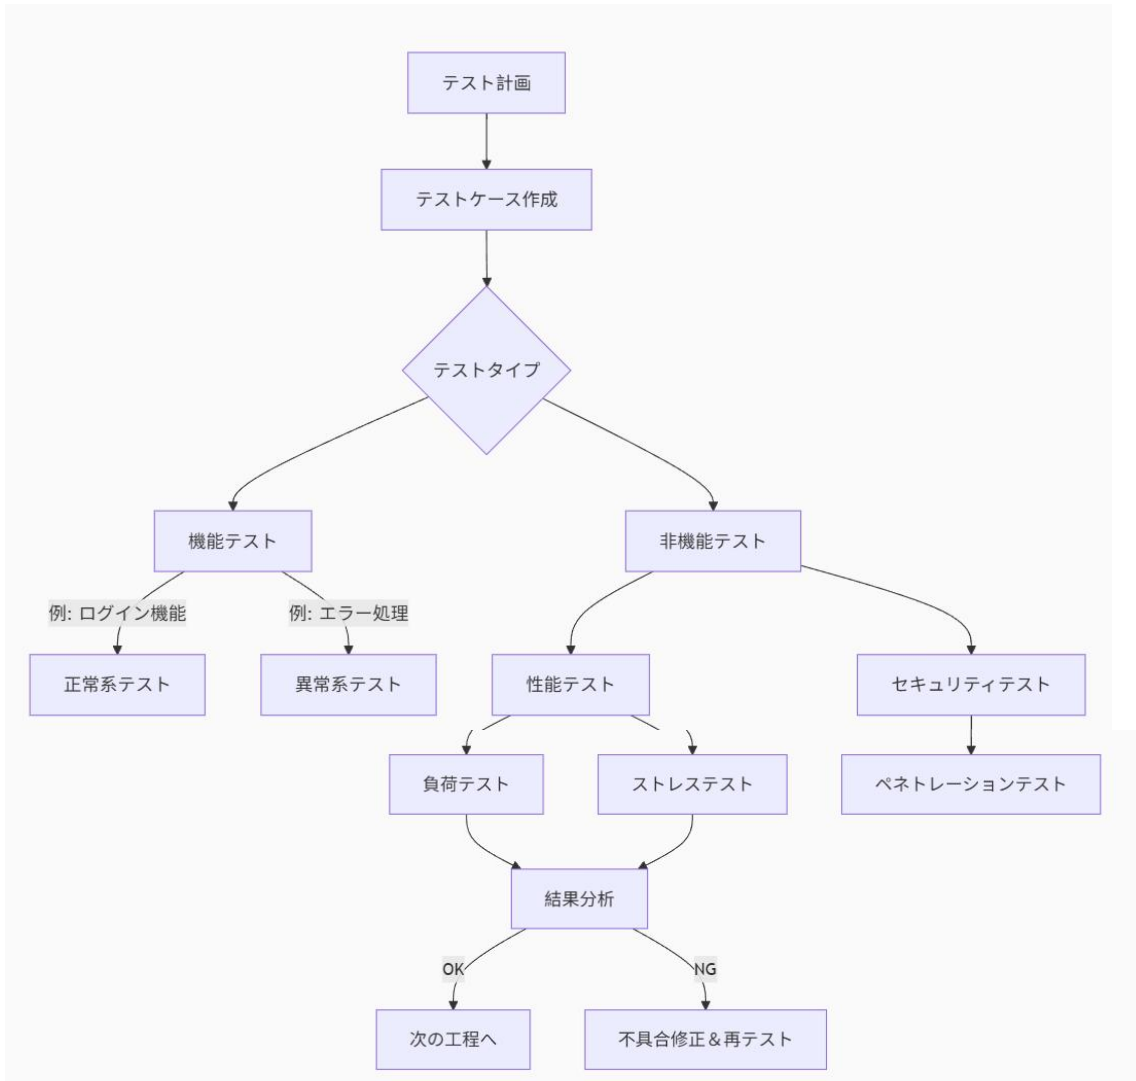 テスト計画
テストケース作成
テストタイプ
機能テスト
非機能テスト
例: ログイン機能
例: エラー処理
正常系テスト
異常系テスト
性能テスト
セキュリティテスト
負荷テスト
ストレステスト
ペネトレーションテスト
結果分析
OK
NG
次の工程へ
不具合修正＆再テスト